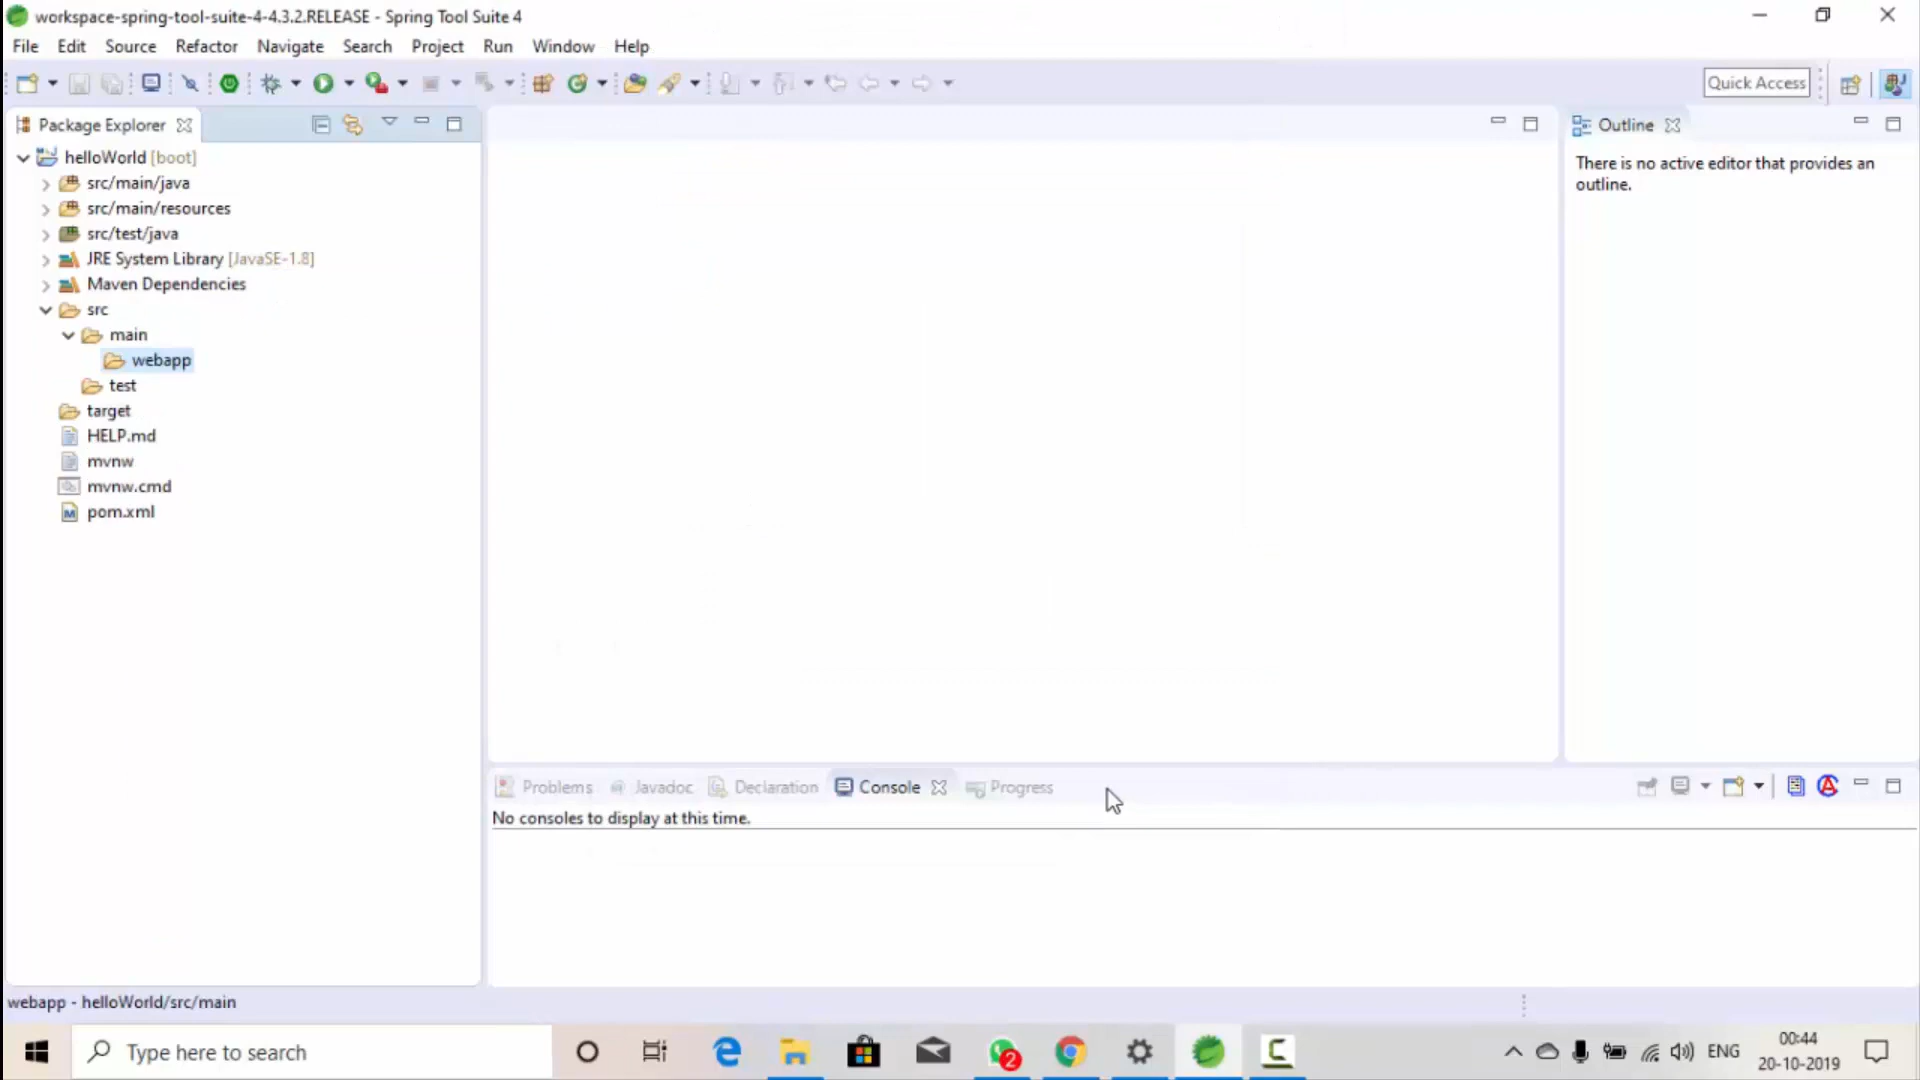 workspace-spring-tool-suite-4-4.3.2.RELEASE - Spring Tool Suite 4
File Edit Source Refactor Navigate Search Project Run Window Help
Quick Access
Package Explorer
helloWorld [boot]
src/main/java
src/main/resources
src/test/java
JRE System Library [JavaSE-1.8]
Maven Dependencies
src
main
webapp
test
target
HELP.md
mvnw
mvnw.cmd
pom.xml
Outline
There is no active editor that provides an
outline.
Problems Javadoc Declaration Console Progress
No consoles to display at this time.
webapp - helloWorld/src/main
Type here to search
2
ENG
00:44
20-10-2019